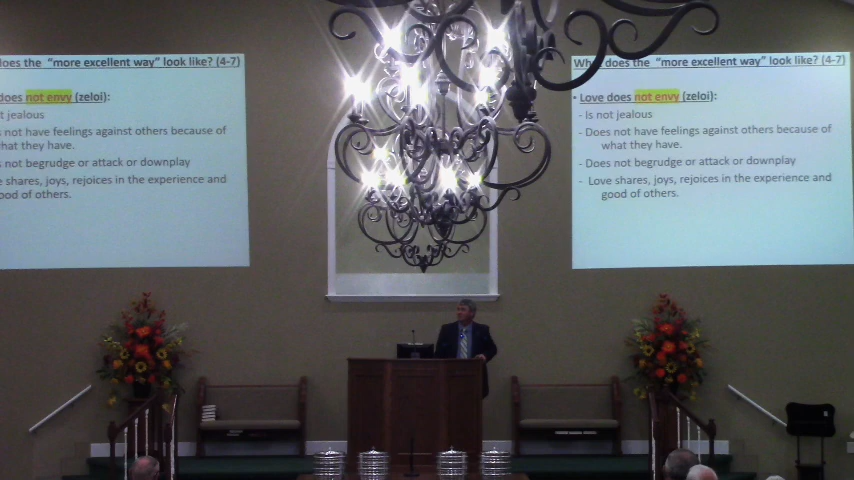 does the "more excellent way" look like? (4-7)
does not envy (zeloi):
t jealous
s not have feelings against others because of
what they have.
s not begrudge or attack or downplay
e shares, joys, rejoices in the experience and
good of others.
What does the "more excellent way" look like? (4-7)
• Love does not envy (zeloi):
- Is not jealous
- Does not have feelings against others because of
what they have.
- Does not begrudge or attack or downplay
- Love shares, joys, rejoices in the experience and
good of others.